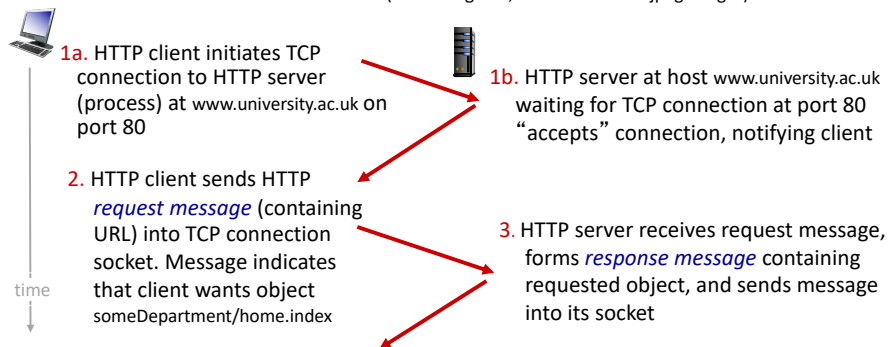 1a. HTTP client initiates TCP
connection to HTTP server
(process) at www.university.ac.uk on
port 80
1b. HTTP server at host www.university.ac.uk
waiting for TCP connection at port 80
“accepts” connection, notifying client
2. HTTP client sends HTTP
request message (containing
URL) into TCP connection
socket. Message indicates
that client wants object
someDepartment/home.index
3. HTTP server receives request message,
forms response message containing
requested object, and sends message
into its socket
time